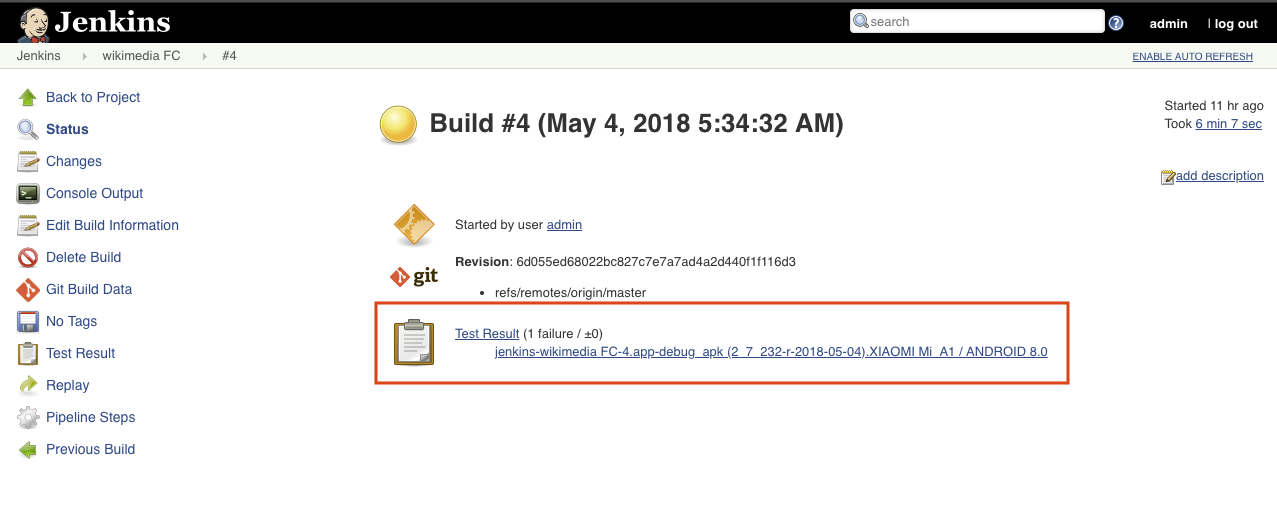 Jenkins
search
admin
| log out
Jenkins
wikimedia FC
#4
ENABLE AUTO REFRESH
Back to Project
Status
Changes
Console Output
Edit Build Information
Delete Build
Git Build Data
No Tags
Test Result
Replay
Pipeline Steps
Previous Build
Build #4 (May 4, 2018 5:34:32 AM)
Started 11 hr ago
Took 6 min 7 sec
add description
Started by user admin
git
Revision: 6d055ed68022bc827c7e7a7ad4a2d440f1f116d3
• refs/remotes/origin/master
Test Result (1 failure / ±0)
jenkins-wikimedia FC-4.app-debug_apk (2_7_232-r-2018-05-04).XIAOMI Mi_A1 / ANDROID 8.0